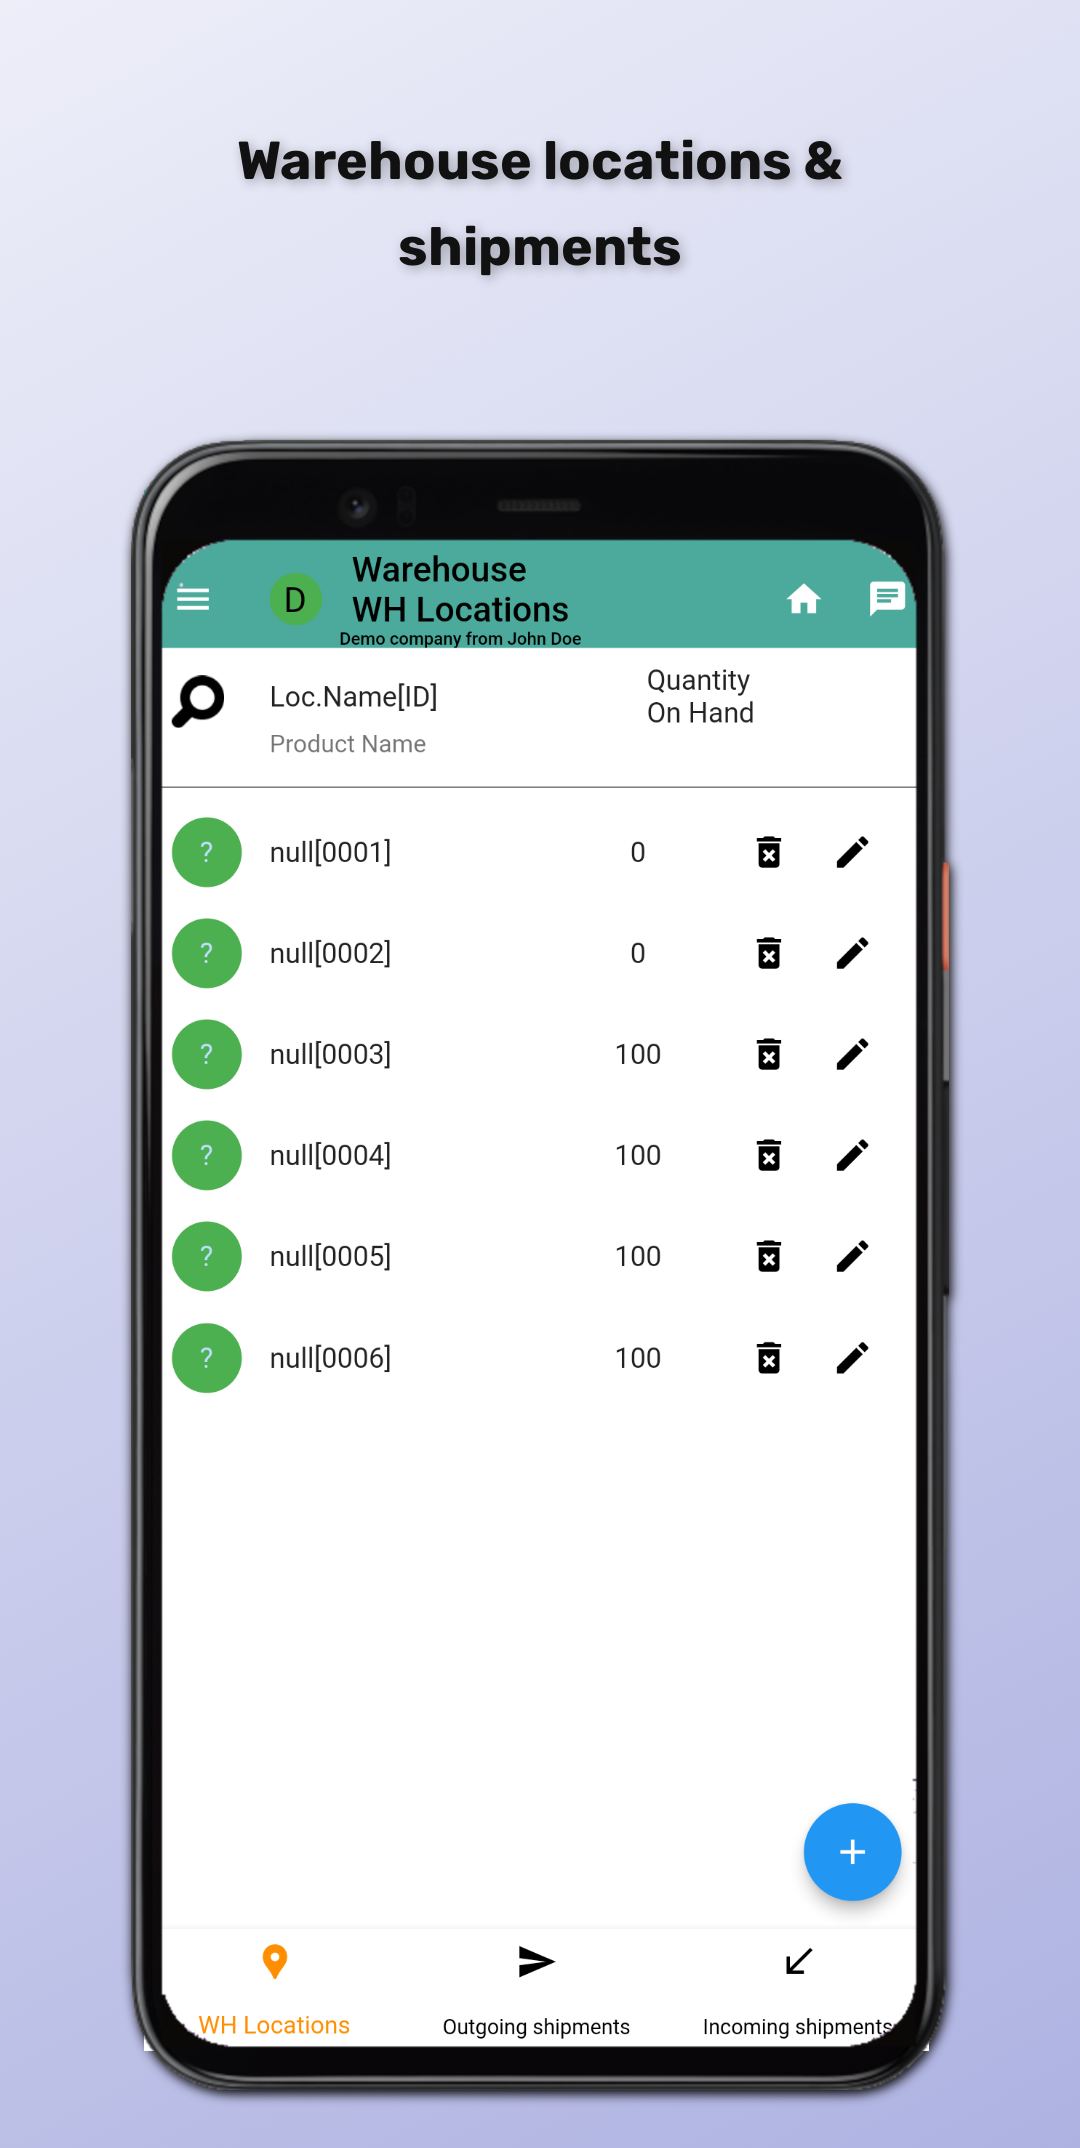 Warehouse locations &
shipments
D
Warehouse
WH Locations
Demo company from John Doe
Loc.Name[ID]
Quantity
On Hand
Product Name
? null[0001] 0
? null[0002] 0
? null[0003] 100
? null[0004] 100
? null[0005] 100
? null[0006] 100
+
WH Locations Outgoing shipments Incoming shipments